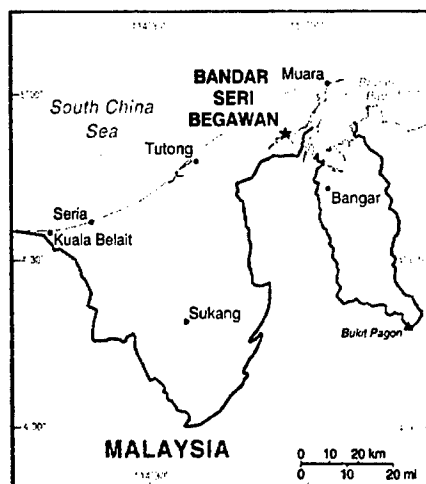 BANDAR
SERI
BEGAWAN
Muara
South China
Sea
Tutong
Bangar
Seria
Kuala Belait
Sukang
Bukit Pagon
MALAYSIA
0 10 20 km
0 10 20 mi